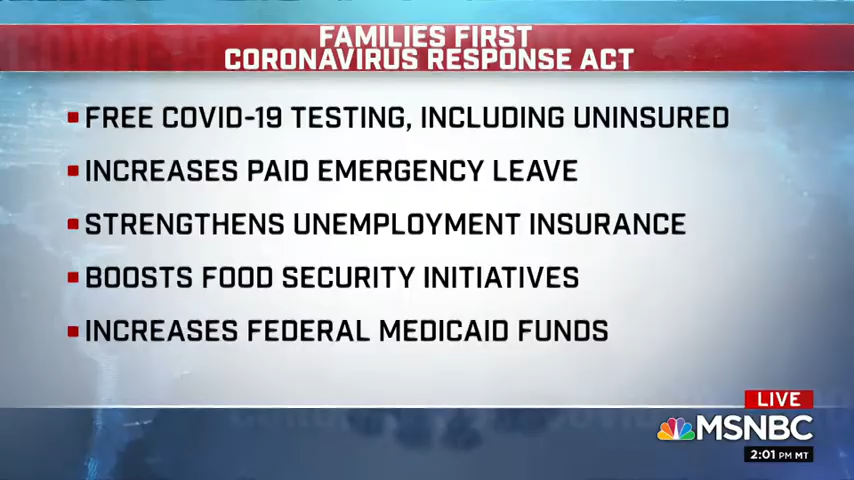 FAMILIES FIRST
CORONAVIRUS RESPONSE ACT
FREE COVID-19 TESTING, INCLUDING UNINSURED
INCREASES PAID EMERGENCY LEAVE
STRENGTHENS UNEMPLOYMENT INSURANCE
BOOSTS FOOD SECURITY INITIATIVES
INCREASES FEDERAL MEDICAID FUNDS
LIVE
MSNBC
2:01 PM MT